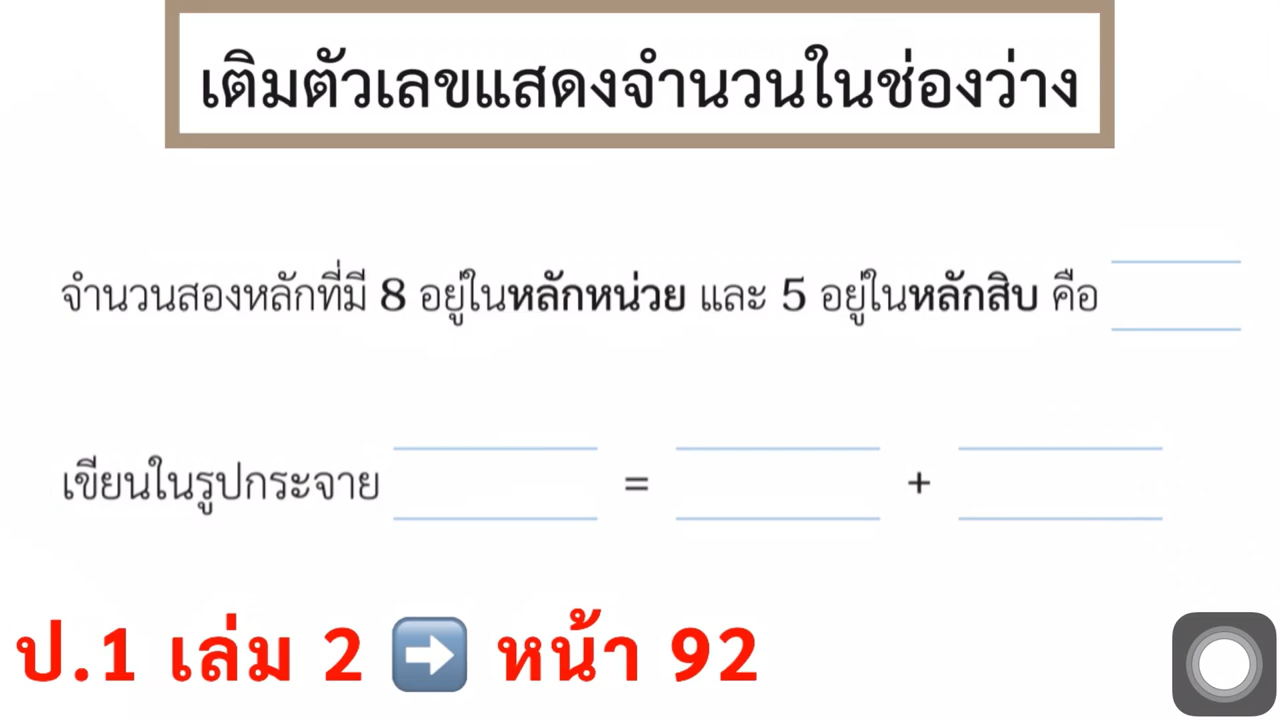 เติมตัวเลขแสดงจำนวนในช่องว่าง
จำนวนสองหลักที่มี 8 อยู่ในหลักหน่วย และ 5 อยู่ในหลักสิบ คือ
เขียนในรูปกระจาย = +
ป.1 เล่ม 2 ➡️ หน้า 92